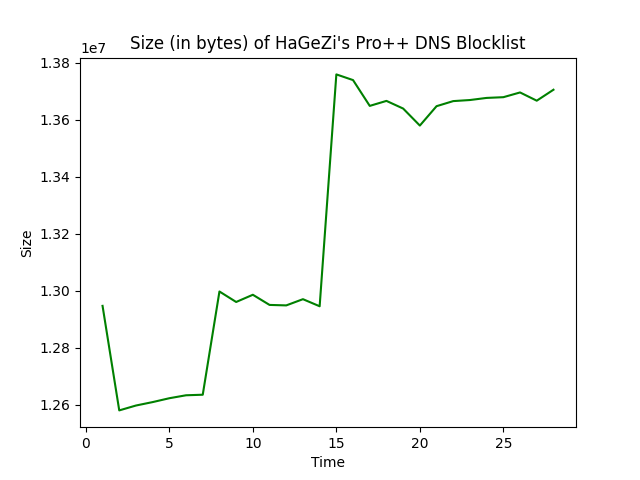 Size (in bytes) of HaGeZi's Pro++ DNS Blocklist
1e7
1.38
1.36
1.34
1.32
1.30
1.28
1.26
Size
0 5 10 15 20 25
Time